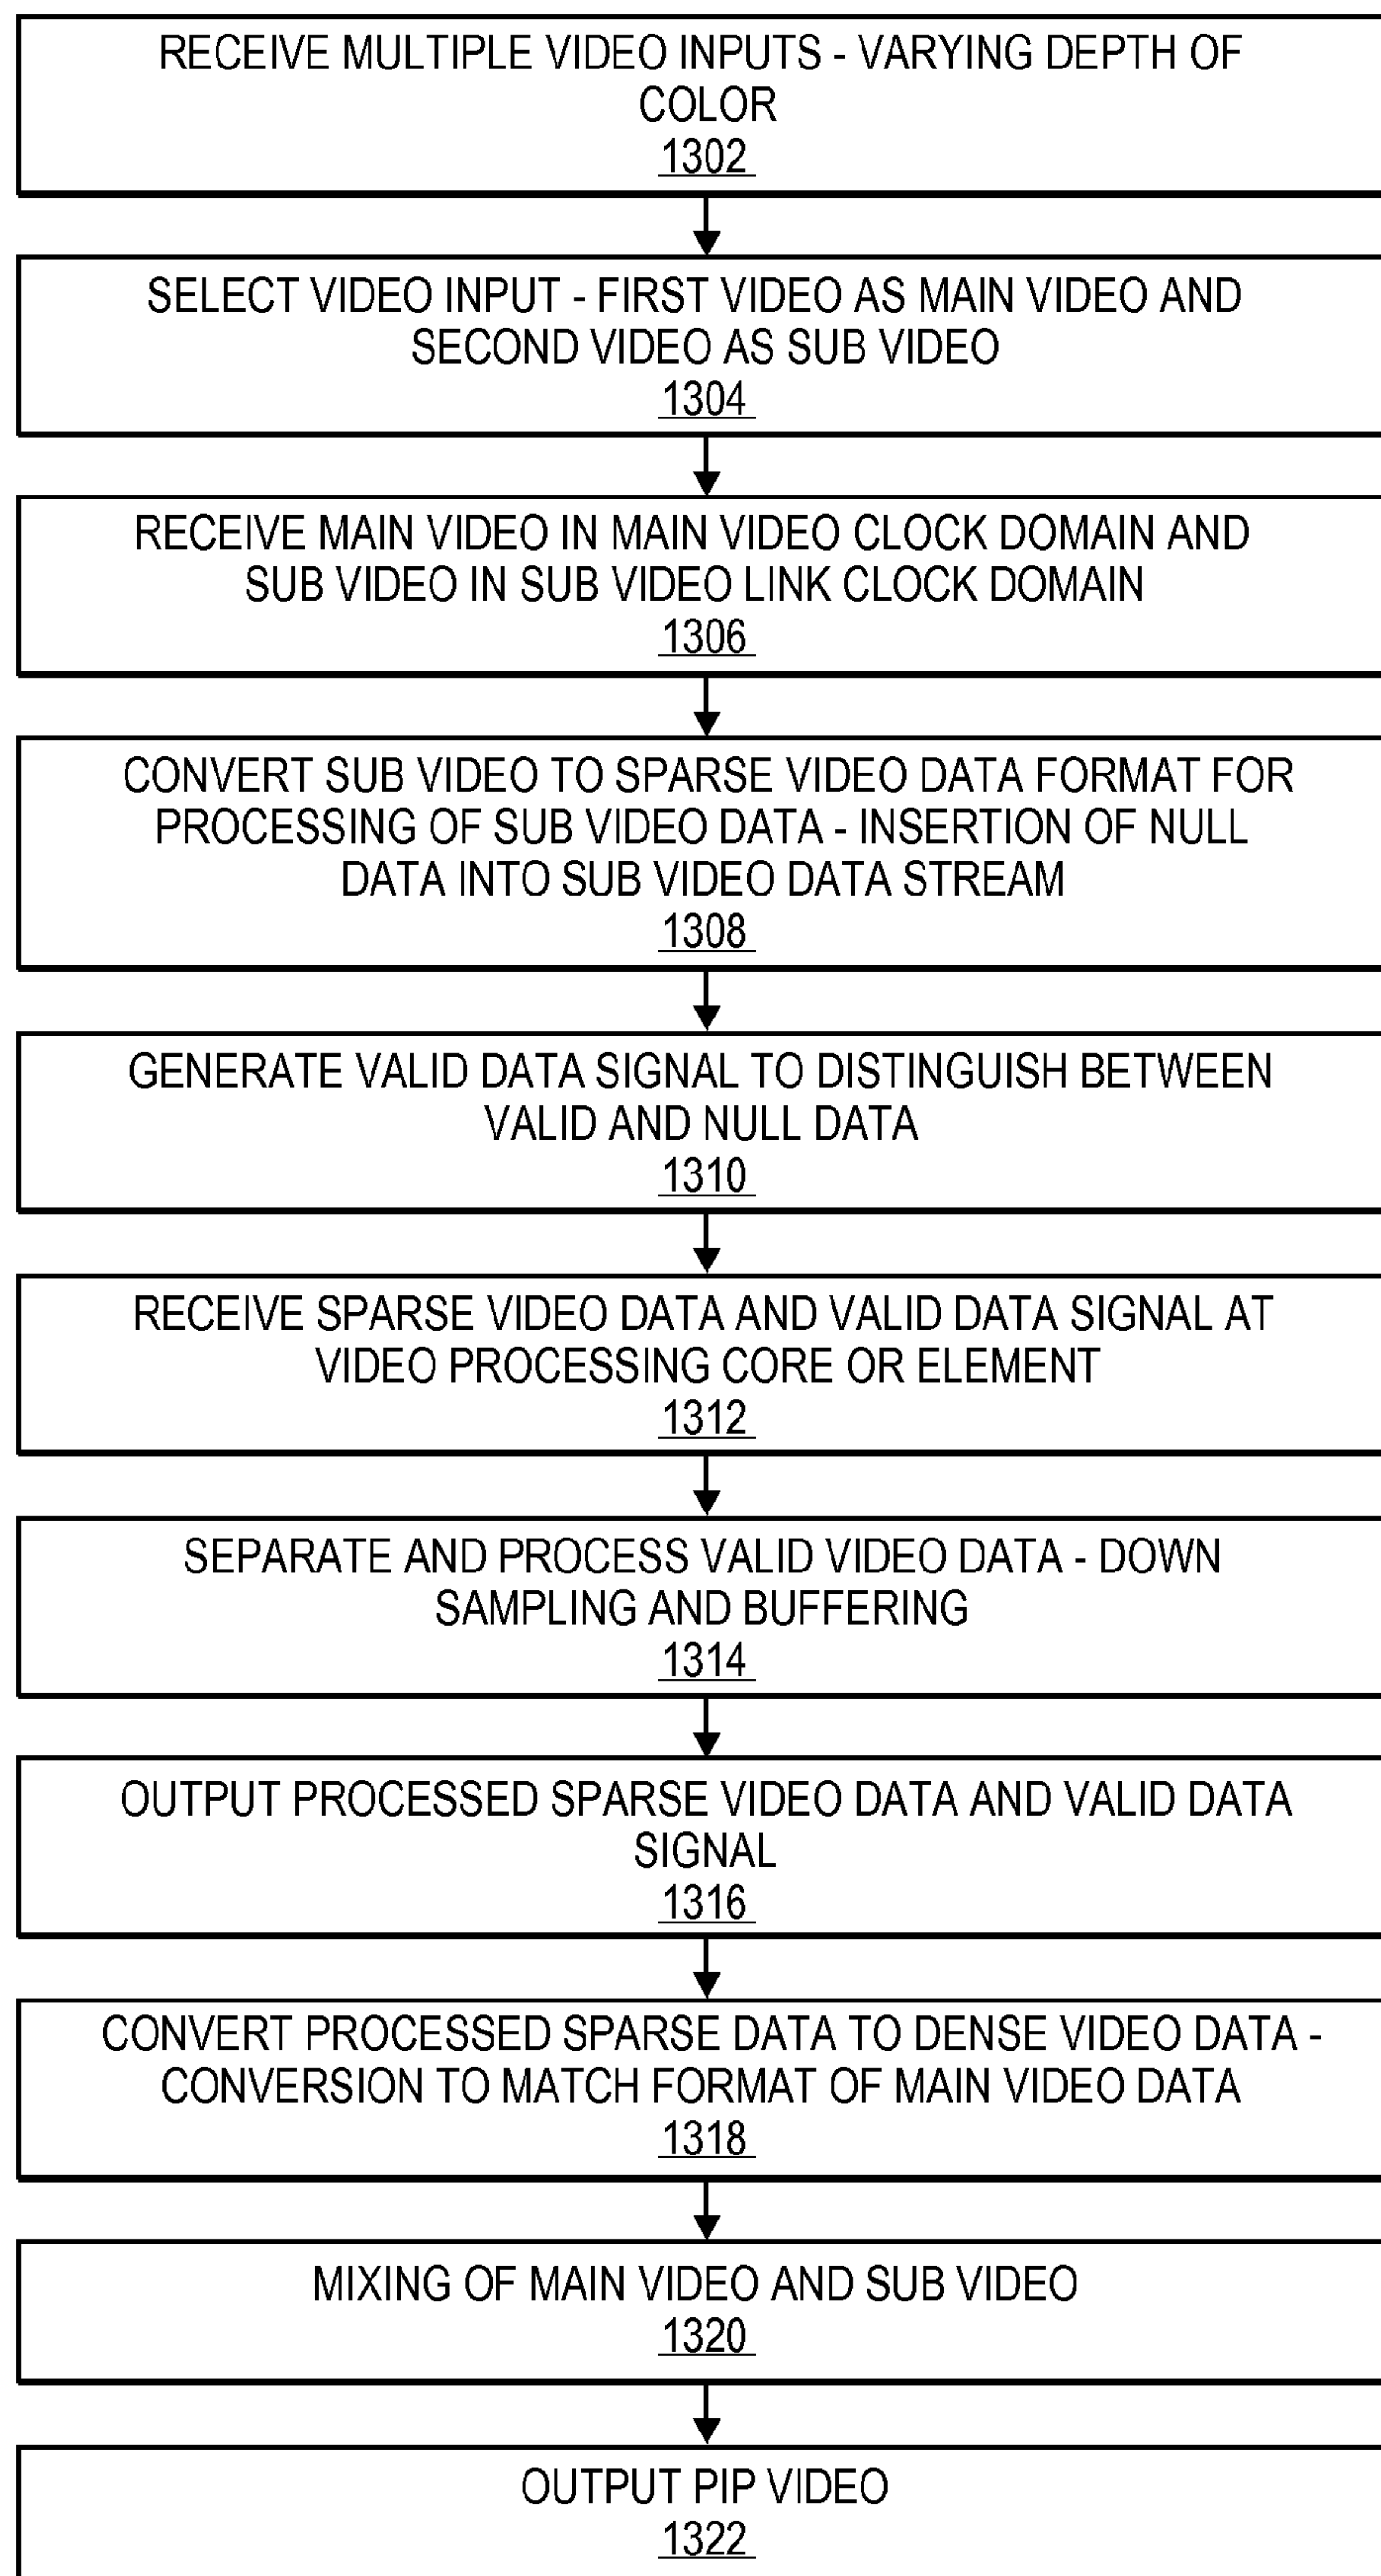 RECEIVE MULTIPLE VIDEO INPUTS - VARYING DEPTH OF
COLOR
1302
SELECT VIDEO INPUT - FIRST VIDEO AS MAIN VIDEO AND
SECOND VIDEO AS SUB VIDEO
1304
RECEIVE MAIN VIDEO IN MAIN VIDEO CLOCK DOMAIN AND
SUB VIDEO IN SUB VIDEO LINK CLOCK DOMAIN
1306
CONVERT SUB VIDEO TO SPARSE VIDEO DATA FORMAT FOR
PROCESSING OF SUB VIDEO DATA - INSERTION OF NULL
DATA INTO SUB VIDEO DATA STREAM
1308
GENERATE VALID DATA SIGNAL TO DISTINGUISH BETWEEN
VALID AND NULL DATA
1310
RECEIVE SPARSE VIDEO DATA AND VALID DATA SIGNAL AT
VIDEO PROCESSING CORE OR ELEMENT
1312
SEPARATE AND PROCESS VALID VIDEO DATA - DOWN
SAMPLING AND BUFFERING
1314
OUTPUT PROCESSED SPARSE VIDEO DATA AND VALID DATA
SIGNAL
1316
CONVERT PROCESSED SPARSE DATA TO DENSE VIDEO DATA -
CONVERSION TO MATCH FORMAT OF MAIN VIDEO DATA
1318
MIXING OF MAIN VIDEO AND SUB VIDEO
1320
OUTPUT PIP VIDEO
1322